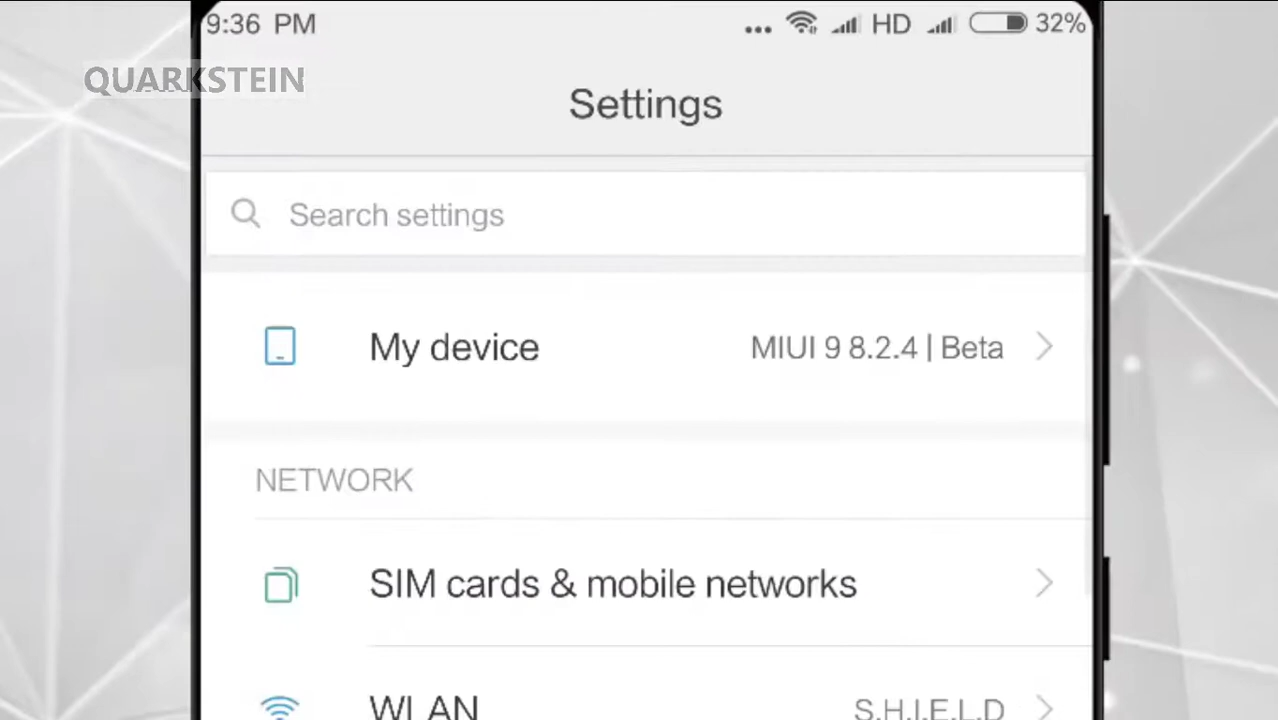 9:36 PM ... HD 32%
QUARKSTEIN
Settings
Search settings
My device MIUI 9 8.2.4 | Beta
NETWORK
SIM cards & mobile networks
WLAN S.H.I.E.L.D